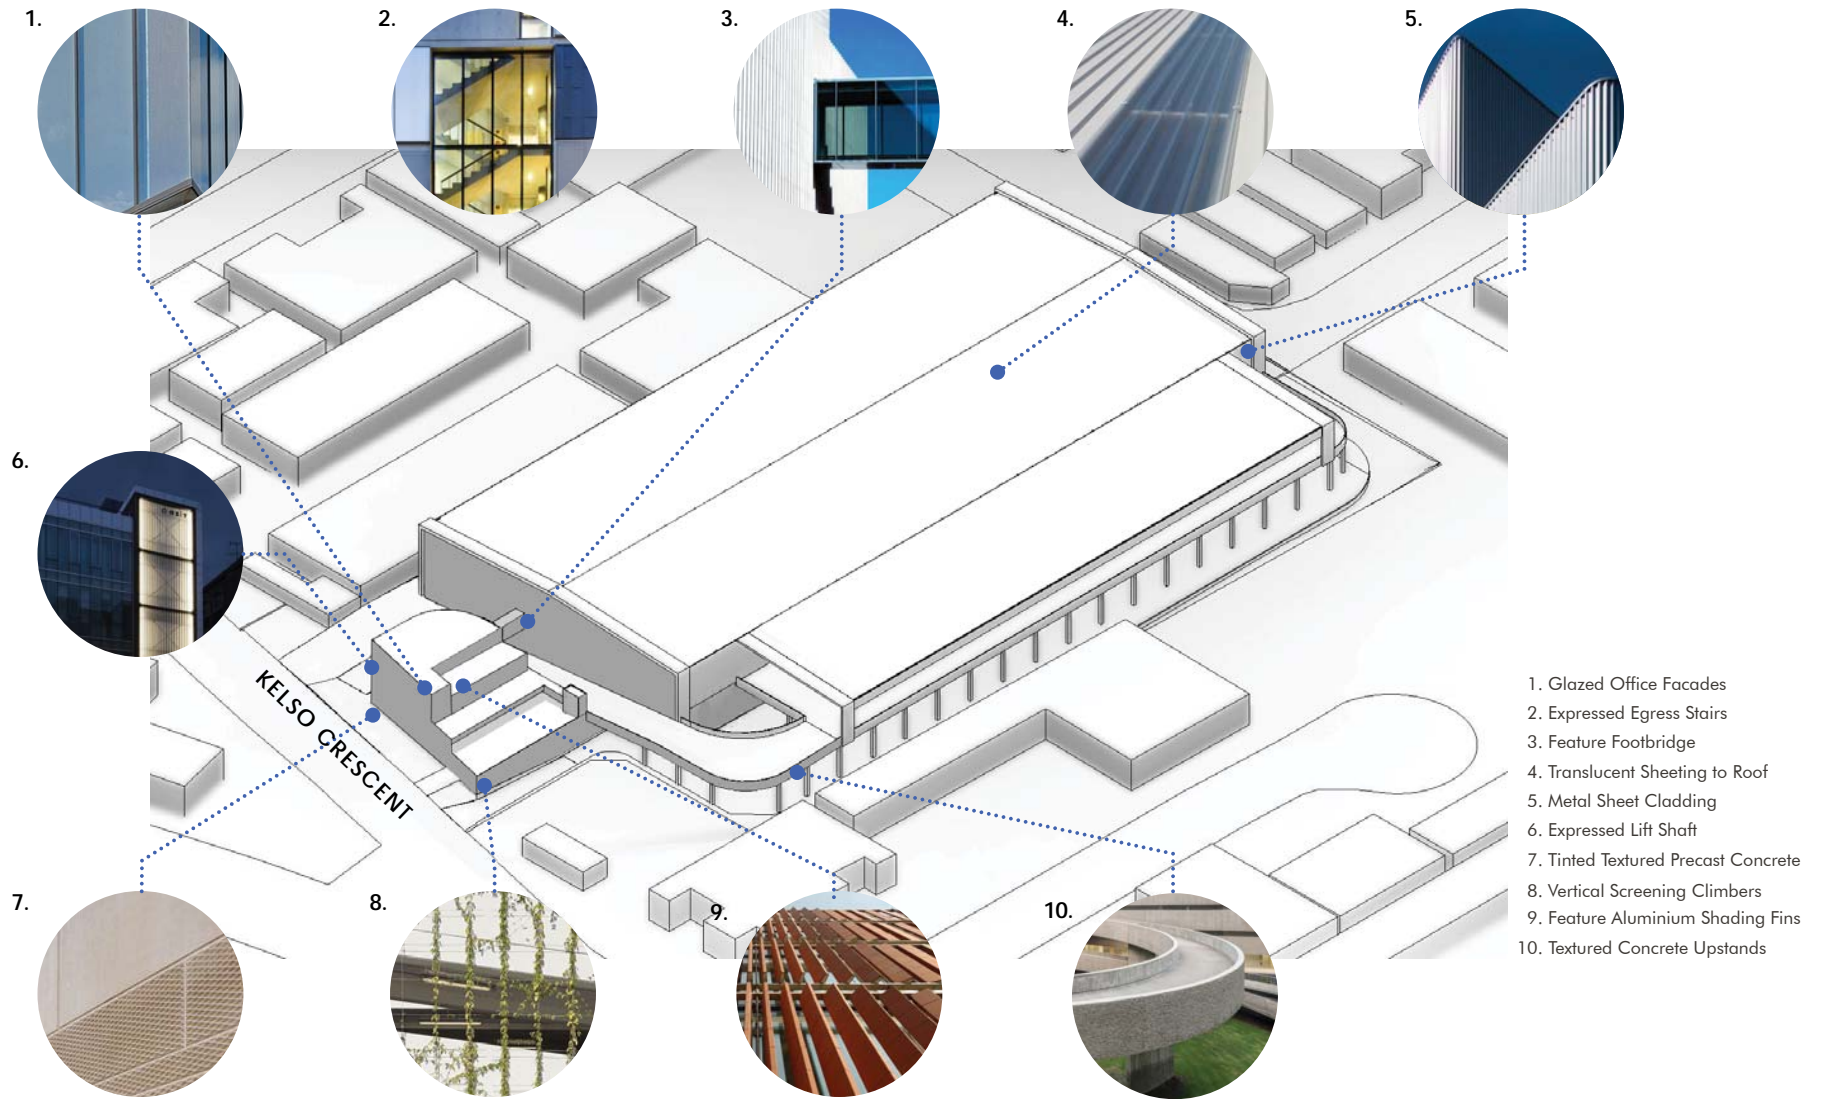 1.
2.
3.
4.
5.
6.
KELSO CRESCENT
7.
8.
9.
10.
1. Glazed Office Facades
2. Expressed Egress Stairs
3. Feature Footbridge
4. Translucent Sheeting to Roof
5. Metal Sheet Cladding
6. Expressed Lift Shaft
7. Tinted Textured Precast Concrete
8. Vertical Screening Climbers
9. Feature Aluminium Shading Fins
10. Textured Concrete Upstands